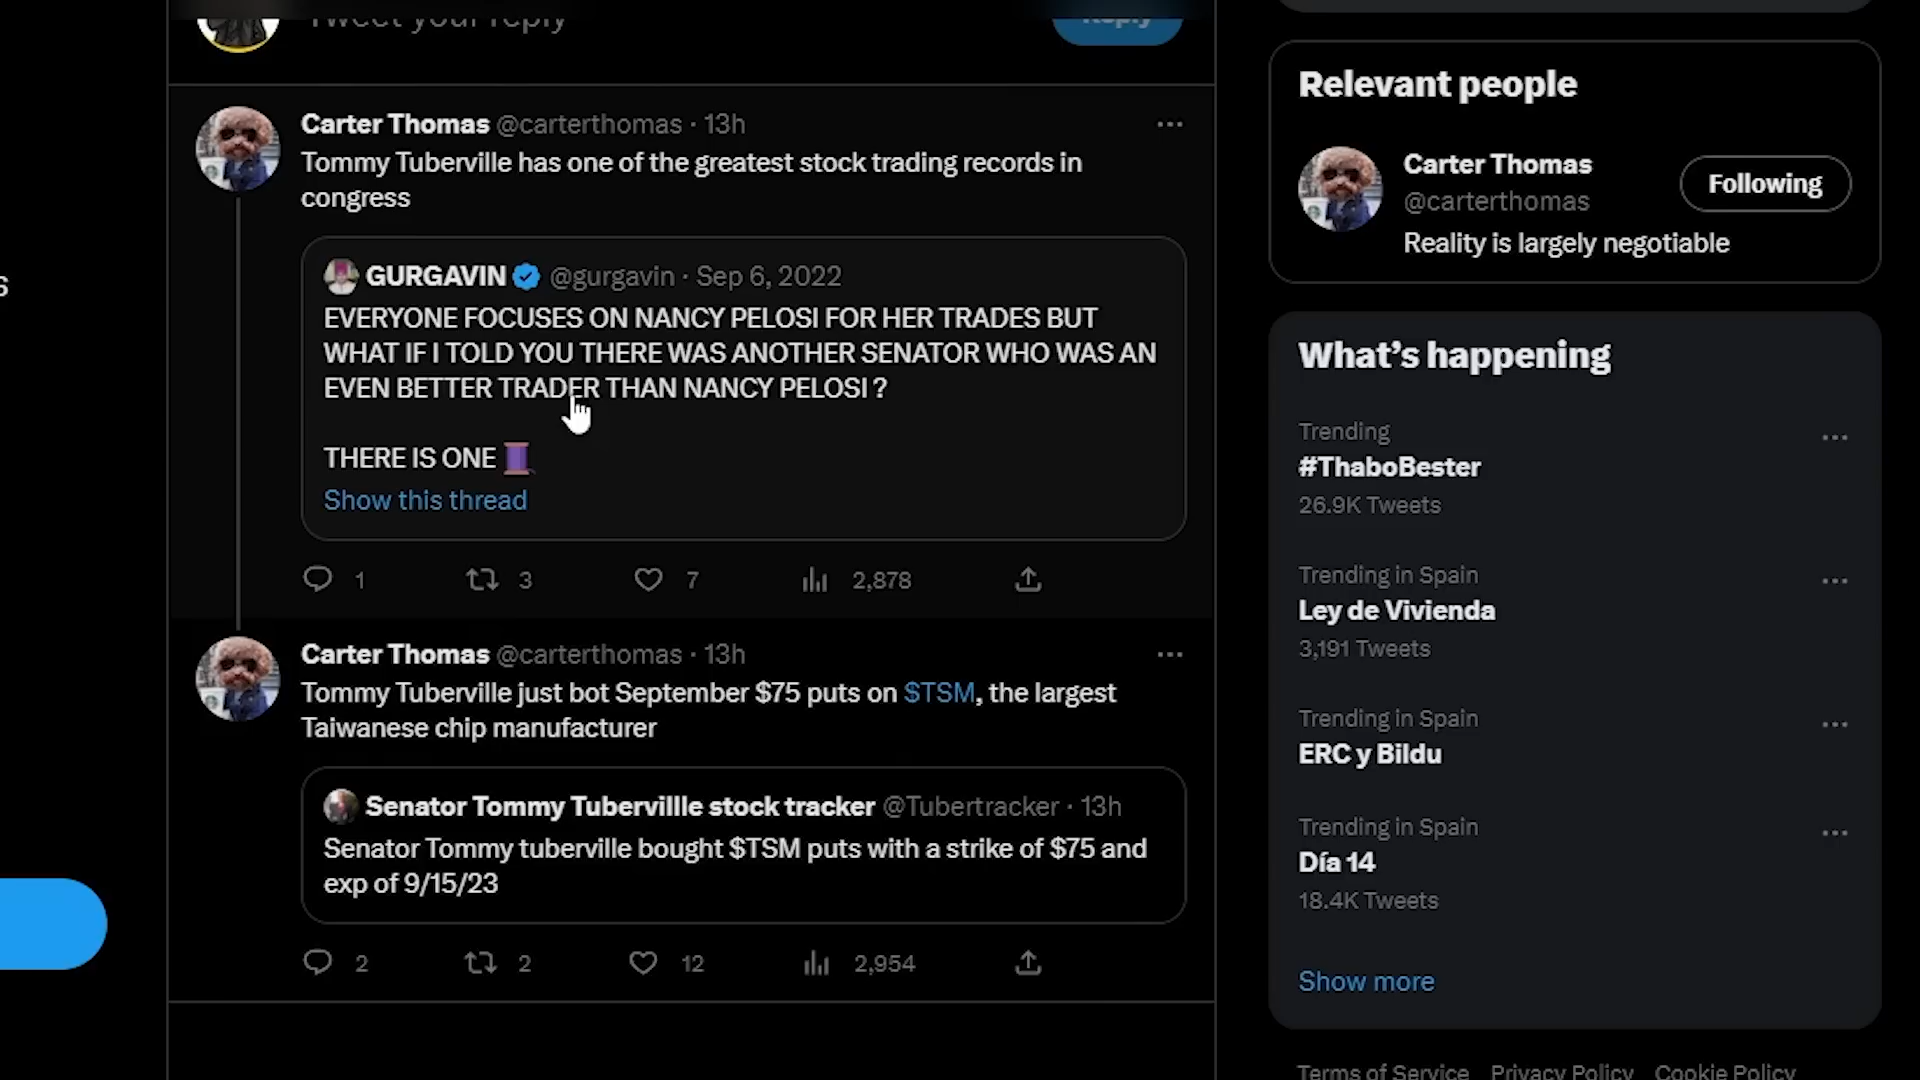 Tweet your reply
Reply
Carter Thomas @carterthomas · 13h
Tommy Tuberville has one of the greatest stock trading records in
congress
GURGAVIN @gurgavin · Sep 6, 2022
EVERYONE FOCUSES ON NANCY PELOSI FOR HER TRADES BUT
WHAT IF I TOLD YOU THERE WAS ANOTHER SENATOR WHO WAS AN
EVEN BETTER TRADER THAN NANCY PELOSI ?
THERE IS ONE 🧵
Show this thread
1 3 7 2,878
Carter Thomas @carterthomas · 13h
Tommy Tuberville just bot September $75 puts on $TSM, the largest
Taiwanese chip manufacturer
Senator Tommy Tubervillle stock tracker @Tubertracker · 13h
Senator Tommy tuberville bought $TSM puts with a strike of $75 and
exp of 9/15/23
2 2 12 2,954
s
Relevant people
Carter Thomas
@carterthomas
Following
Reality is largely negotiable
What's happening
Trending
#ThaboBester
26.9K Tweets
Trending in Spain
Ley de Vivienda
3,191 Tweets
Trending in Spain
ERC y Bildu
Trending in Spain
Día 14
18.4K Tweets
Show more
Terms of Service Privacy Policy Cookie Policy